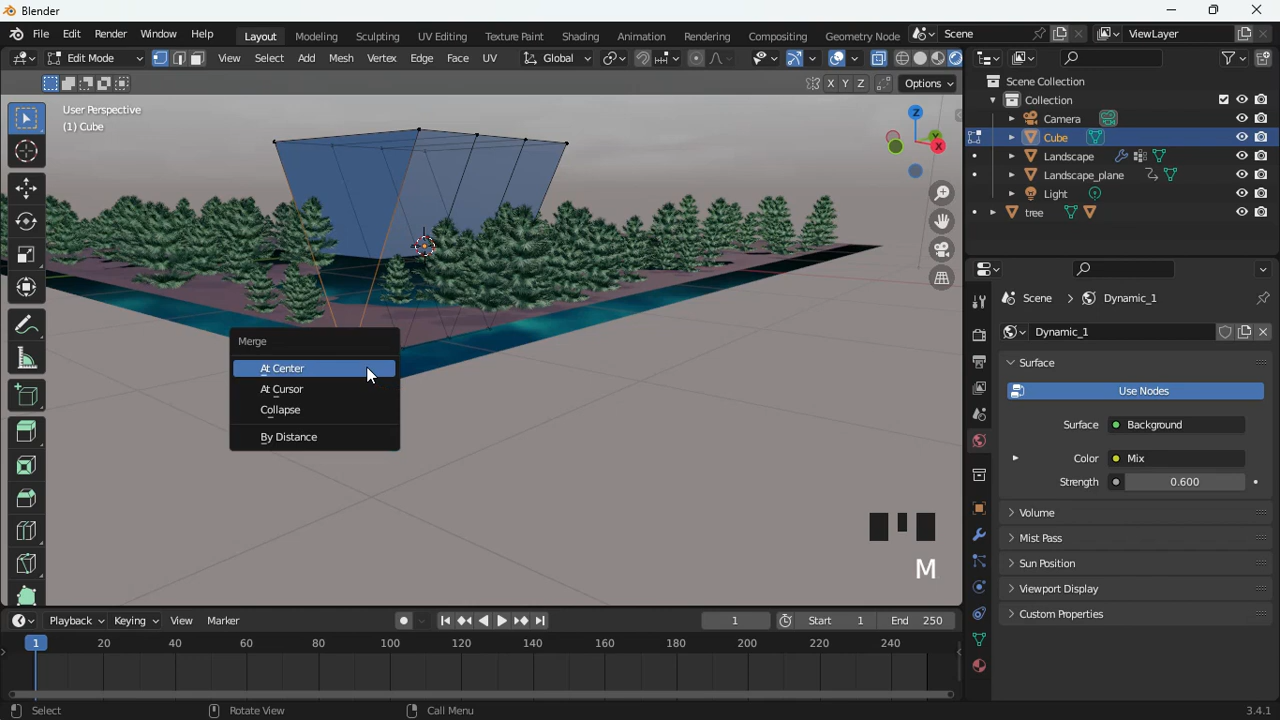 Blender
File Edit Render Window Help
Layout Modeling Sculpting UV Editing Texture Paint Shading Animation Rendering Compositing Geometry Node
Scene
ViewLayer
Edit Mode
View Select Add Mesh Vertex Edge Face UV
Global
X Y Z
Options
User Perspective
(1) Cube
Z
Y
X
Scene Collection
Collection
Camera
Cube
Landscape
Landscape_plane
Light
tree
Scene > Dynamic_1
Dynamic_1
Surface
Use Nodes
Surface Background
Color Mix
Strength 0.600
Volume
Mist Pass
Sun Position
Viewport Display
Custom Properties
Merge
At Center
At Cursor
Collapse
By Distance
M
Playback Keying View Marker
1
Start 1
End 250
1 20 40 60 80 100 120 140 160 180 200 220 240
Select
Rotate View
Call Menu
3.4.1